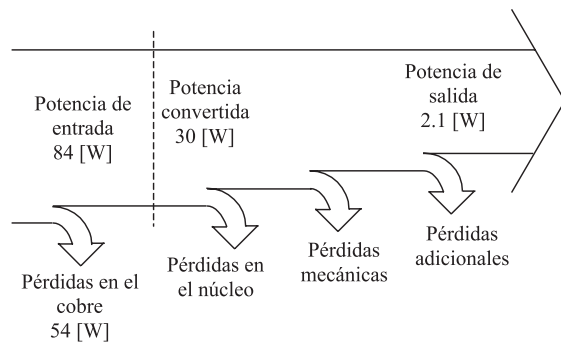 Potencia de
entrada
84 [W]
Potencia
convertida
30 [W]
Potencia de
salida
2.1 [W]
Pérdidas en el
cobre
54 [W]
Pérdidas en
el núcleo
Pérdidas
mecánicas
Pérdidas
adicionales